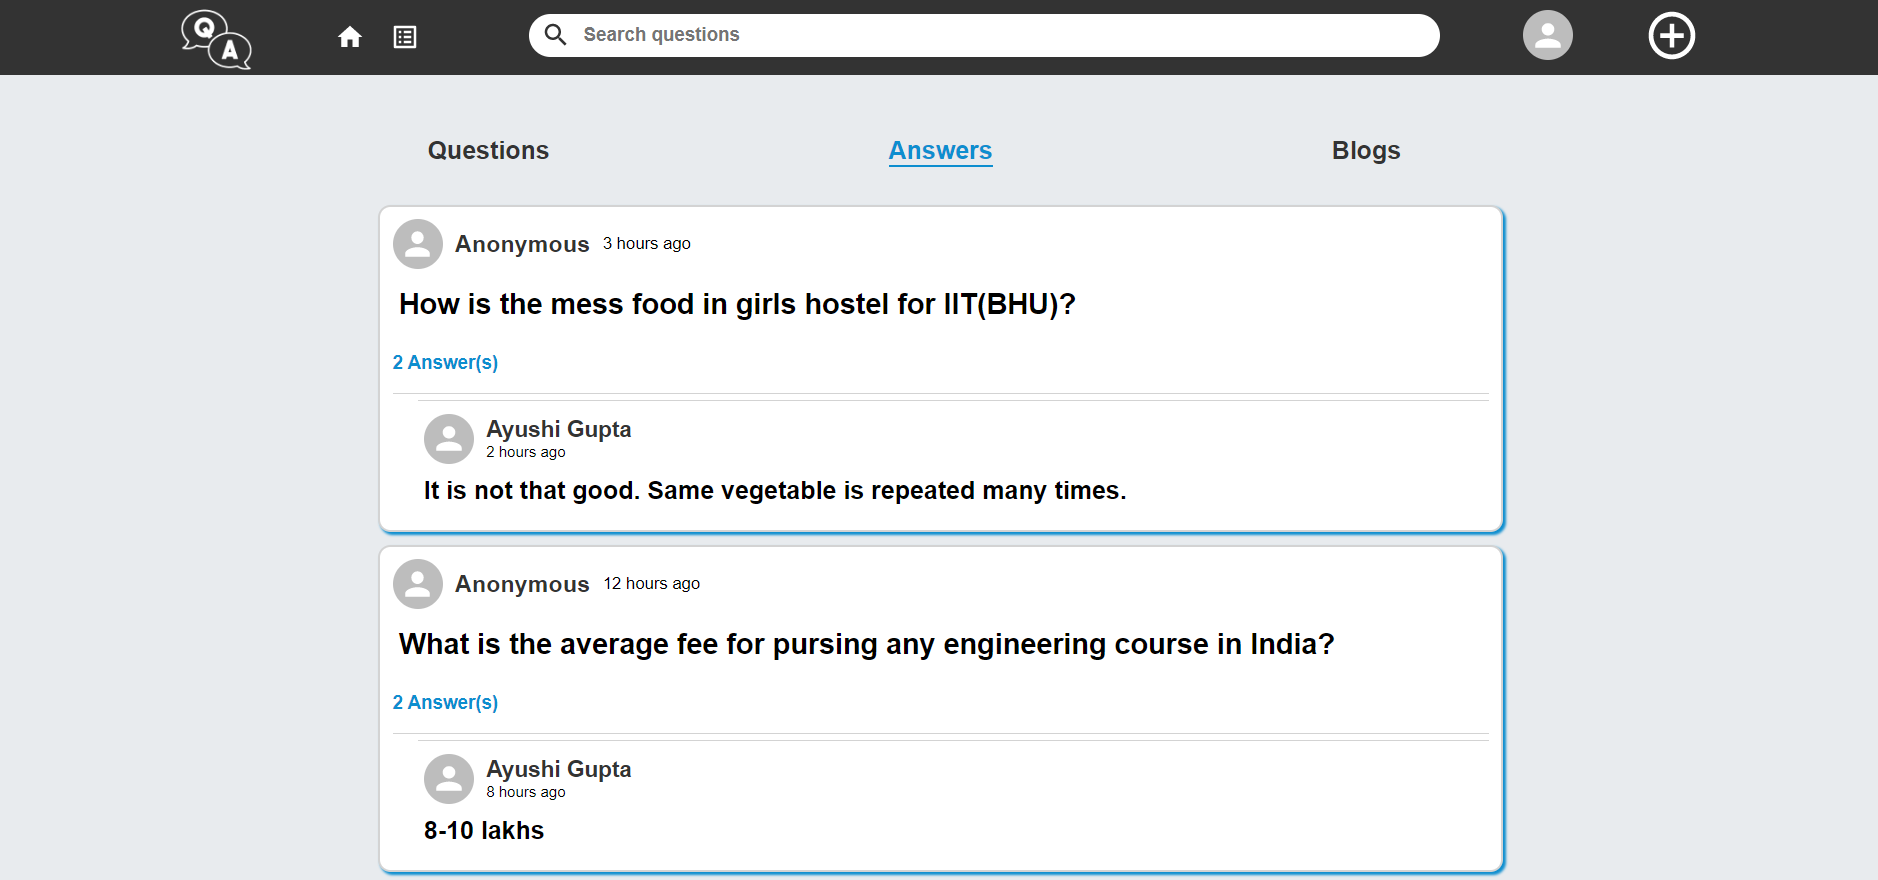 Q
A
Search questions
Questions
Answers
Blogs
Anonymous 3 hours ago
How is the mess food in girls hostel for IIT(BHU)?
2 Answer(s)
Ayushi Gupta
2 hours ago
It is not that good. Same vegetable is repeated many times.
Anonymous 12 hours ago
What is the average fee for pursing any engineering course in India?
2 Answer(s)
Ayushi Gupta
8 hours ago
8-10 lakhs